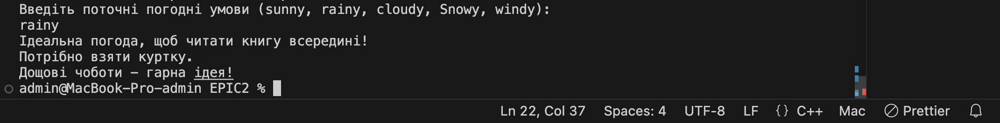 Введіть поточні погодні умови (sunny, rainy, cloudy, Snowy, windy):
rainy
Ідеальна погода, щоб читати книгу всередині!
Потрібно взяти куртку.
Дощові чоботи – гарна ідея!
admin@MacBook-Pro-admin EPIC2 %
Ln 22, Col 37 Spaces: 4 UTF-8 LF {} C++ Mac Prettier